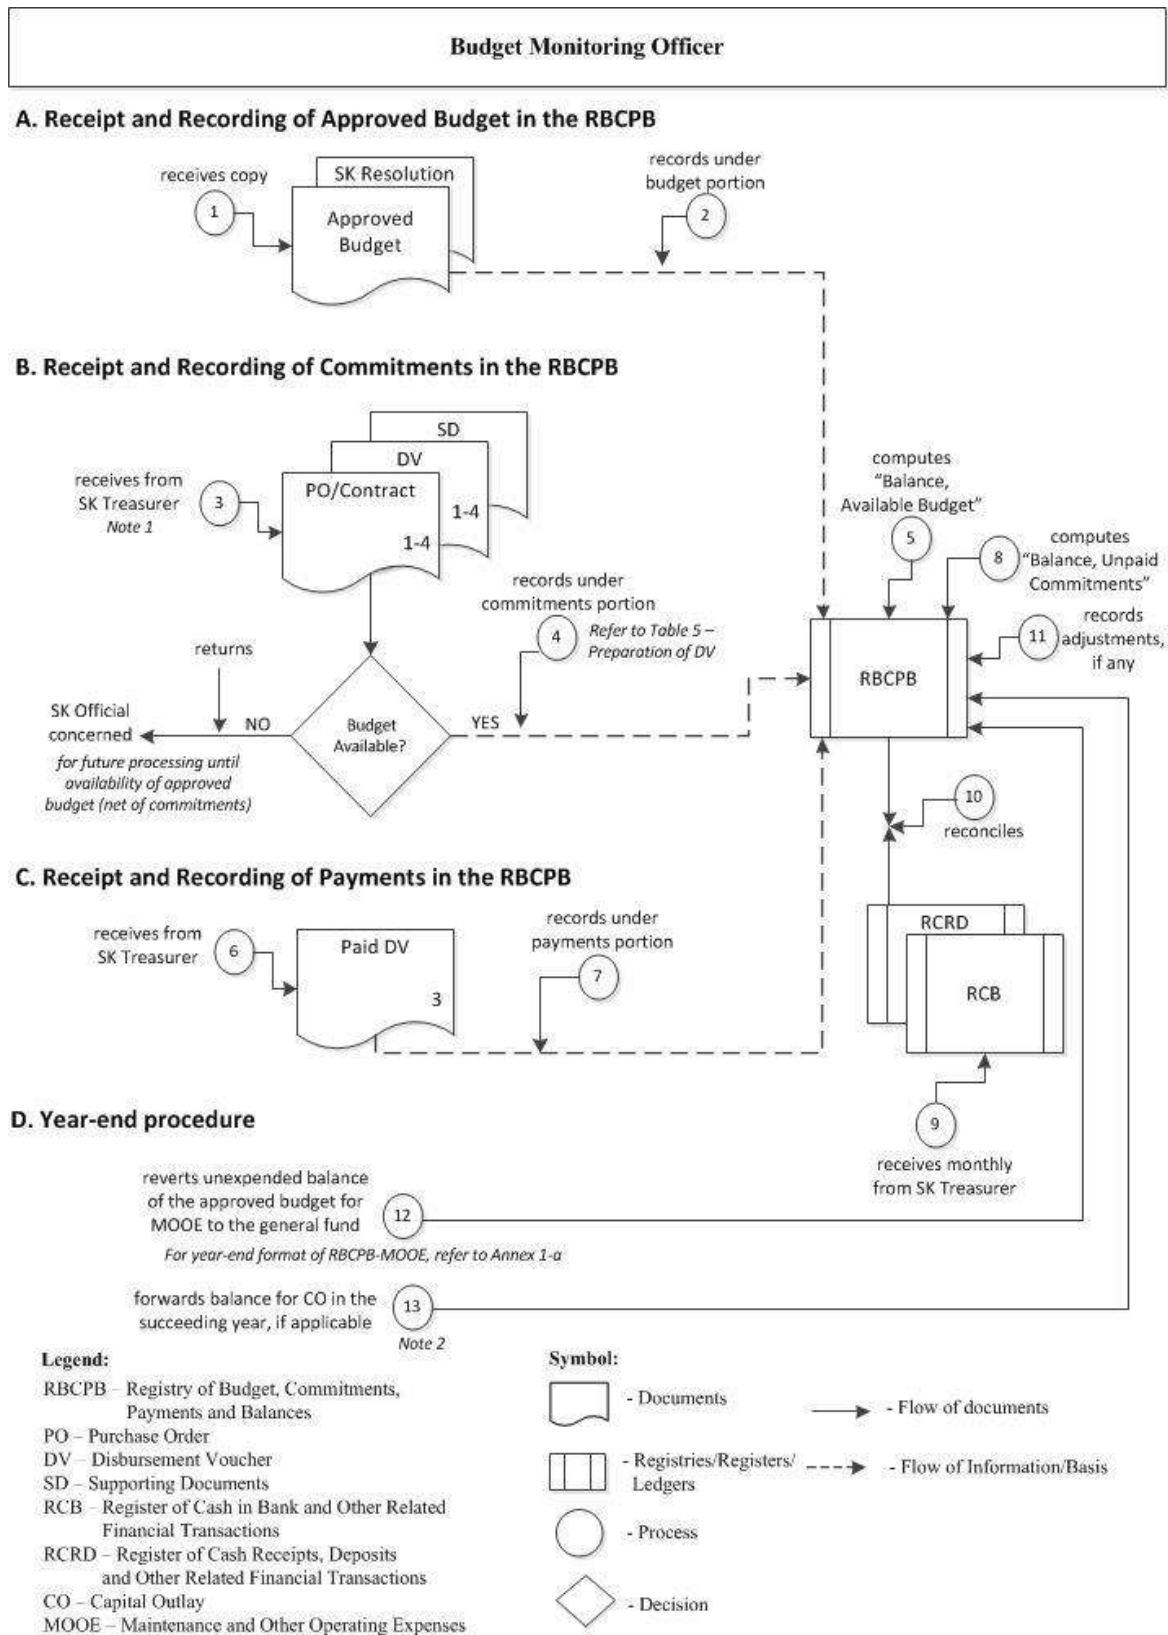 Budget Monitoring Officer
A. Receipt and Recording of Approved Budget in the RBCPB
receives copy
1
SK Resolution
Approved
Budget
records under
budget portion
2
B. Receipt and Recording of Commitments in the RBCPB
receives from
SK Treasurer
Note 1
3
SD
DV
1-4
PO/Contract
1-4
records under
commitments portion
4
Refer to Table 5 –
Preparation of DV
returns
SK Official
concerned
for future processing until
availability of approved
budget (net of commitments)
NO
Budget
Available?
YES
computes
“Balance,
Available Budget”
5
8
computes
“Balance, Unpaid
Commitments”
11
records
adjustments,
if any
RBCPB
10
reconciles
C. Receipt and Recording of Payments in the RBCPB
receives from
SK Treasurer
6
Paid DV
3
records under
payments portion
7
RCRD
RCB
9
receives monthly
from SK Treasurer
D. Year-end procedure
reverts unexpended balance
of the approved budget for
MOOE to the general fund
12
For year-end format of RBCPB-MOOE, refer to Annex 1-a
forwards balance for CO in the
succeeding year, if applicable
13
Note 2
Legend:
RBCPB – Registry of Budget, Commitments,
Payments and Balances
PO – Purchase Order
DV – Disbursement Voucher
SD – Supporting Documents
RCB – Register of Cash in Bank and Other Related
Financial Transactions
RCRD – Register of Cash Receipts, Deposits
and Other Related Financial Transactions
CO – Capital Outlay
MOOE – Maintenance and Other Operating Expenses
Symbol:
- Documents
- Flow of documents
- Registries/Registers/
Ledgers
- Flow of Information/Basis
- Process
- Decision